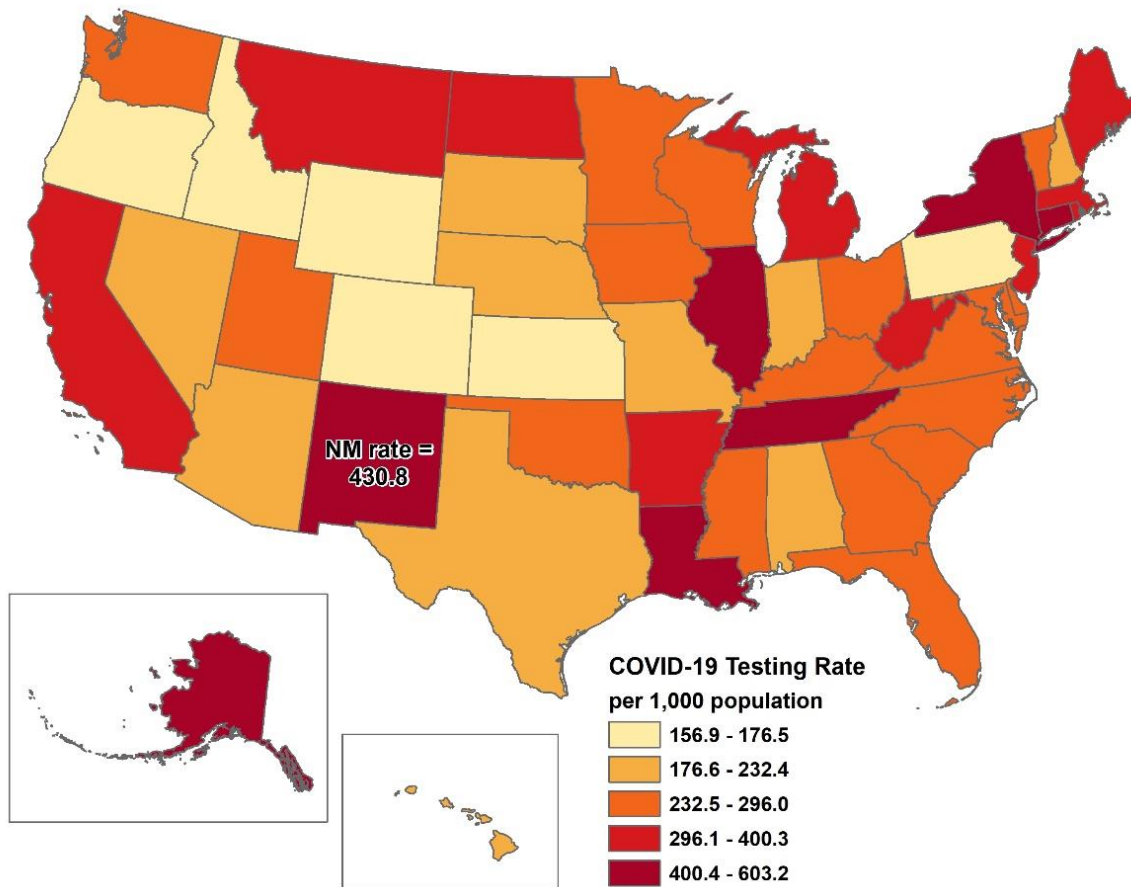 NM rate =
430.8
COVID-19 Testing Rate
per 1,000 population
156.9 - 176.5
176.6 - 232.4
232.5 - 296.0
296.1 - 400.3
400.4 - 603.2